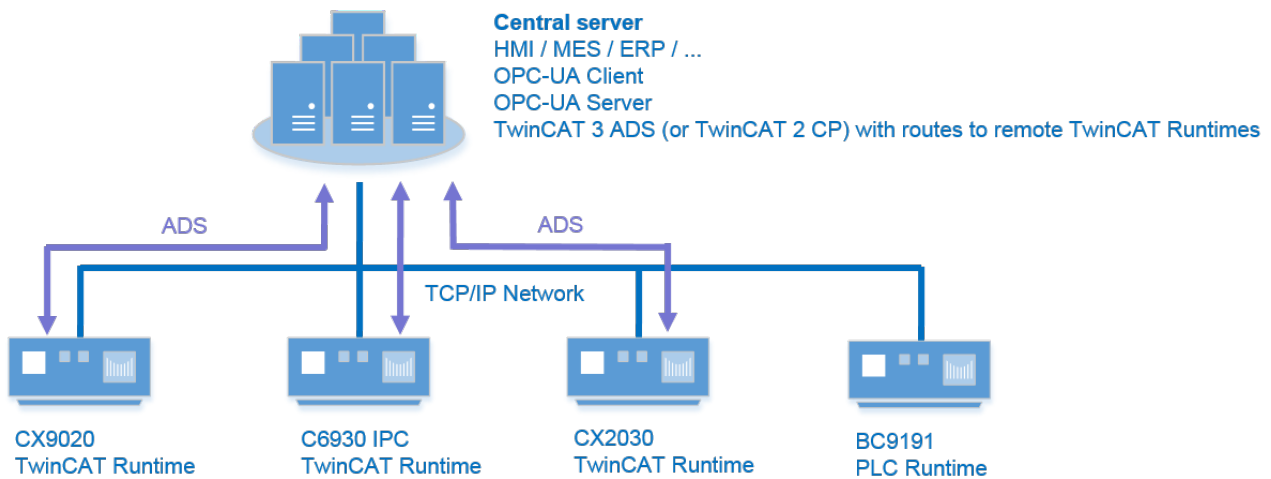 Central server
HMI / MES / ERP / ...
OPC-UA Client
OPC-UA Server
TwinCAT 3 ADS (or TwinCAT 2 CP) with routes to remote TwinCAT Runtimes
ADS
ADS
TCP/IP Network
CX9020
TwinCAT Runtime
C6930 IPC
TwinCAT Runtime
CX2030
TwinCAT Runtime
BC9191
PLC Runtime